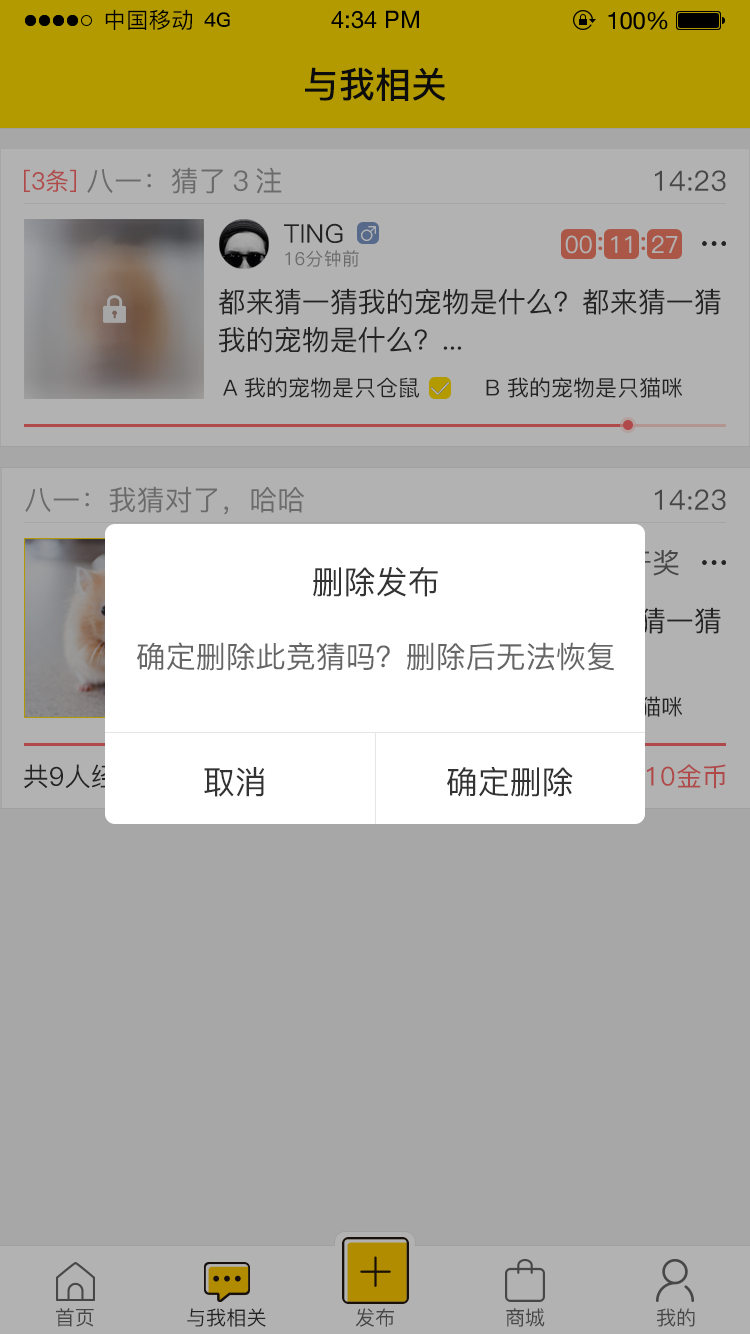 中国移动 4G 4:34 PM 100%
与我相关
[3条] 八一：猜了 3 注 14:23
TING 00:11:27
16分钟前
都来猜一猜我的宠物是什么？都来猜一猜
我的宠物是什么？...
A 我的宠物是只仓鼠 B 我的宠物是只猫咪
八一：我猜对了，哈哈 14:23
奖
猜一猜
猫咪
共9人
10金币
删除发布
确定删除此竞猜吗？删除后无法恢复
取消 确定删除
首页 与我相关 发布 商城 我的